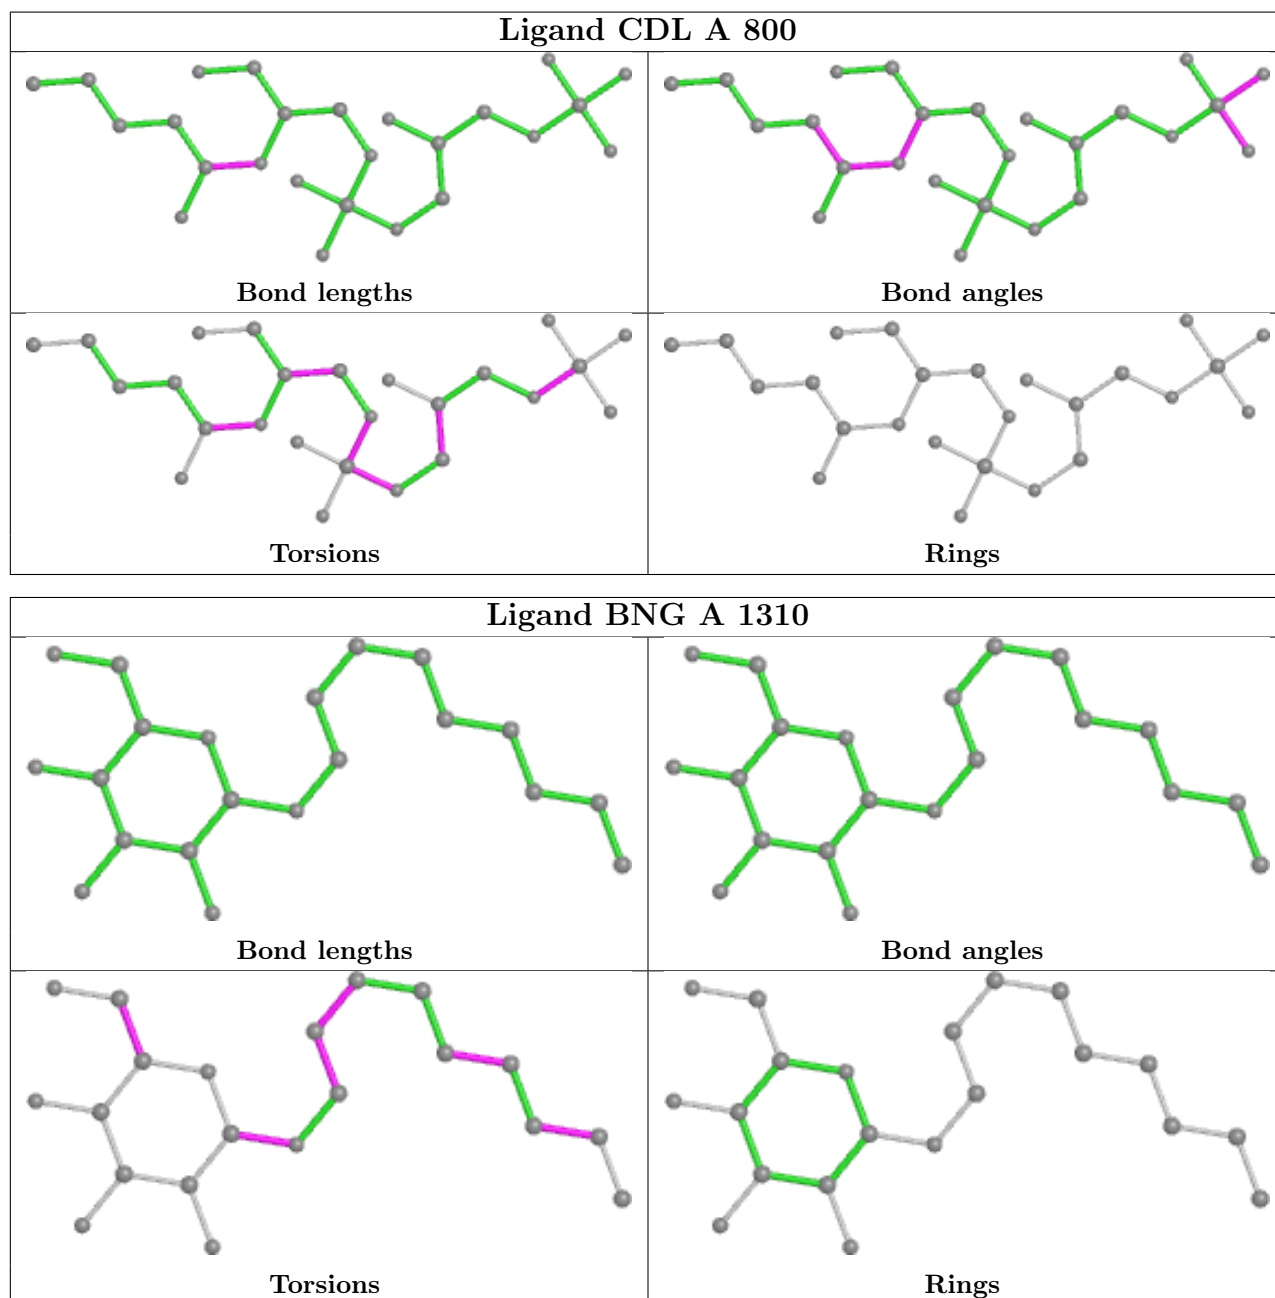 Ligand CDL A 800
Bond lengths
Bond angles
Torsions
Rings
Ligand BNG A 1310
Bond lengths
Bond angles
Torsions
Rings